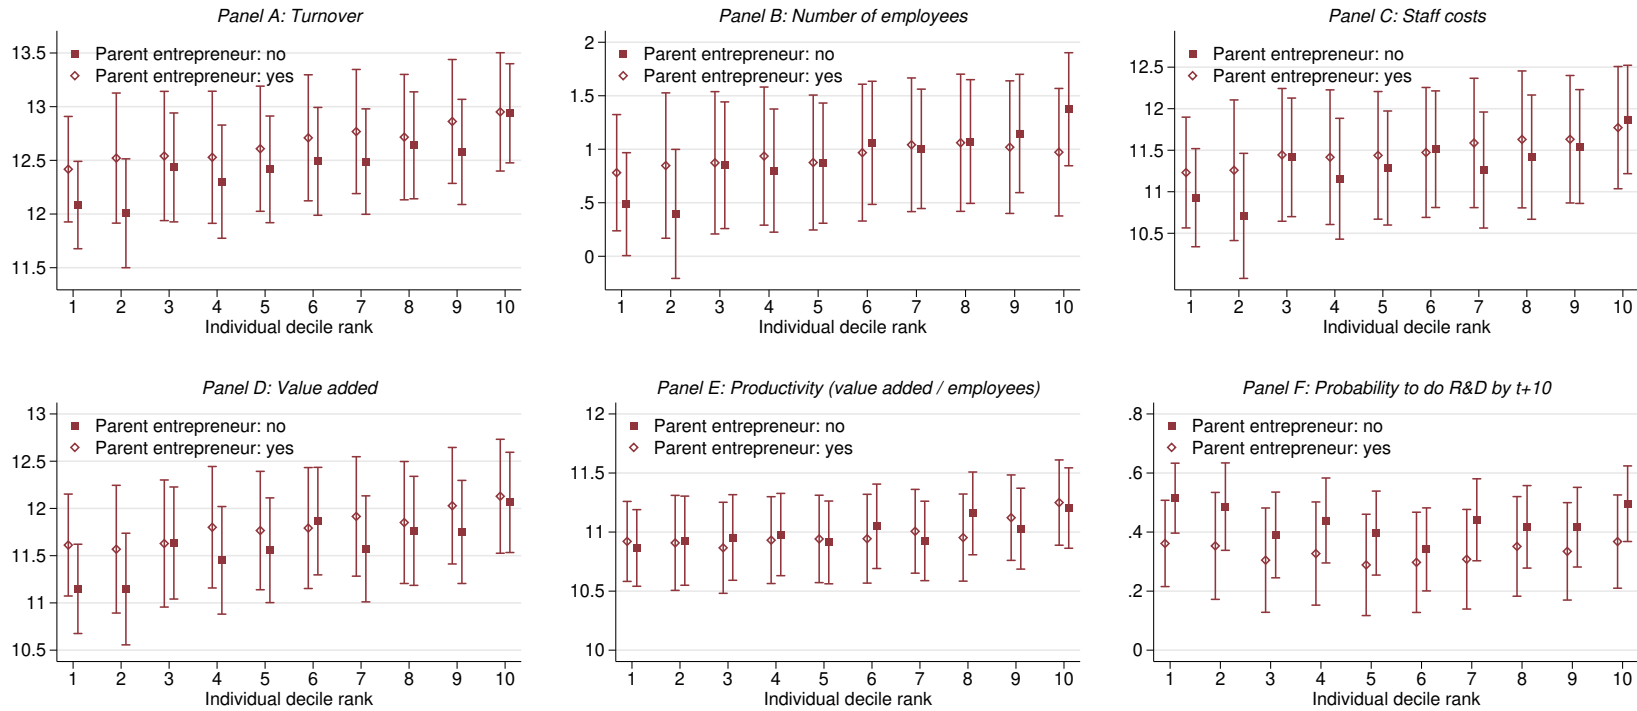 Panel A: Turnover
Parent entrepreneur: no
Parent entrepreneur: yes
13.5
13
12.5
12
11.5
1 2 3 4 5 6 7 8 9 10
Individual decile rank
Panel B: Number of employees
Parent entrepreneur: no
Parent entrepreneur: yes
2
1.5
1
.5
0
1 2 3 4 5 6 7 8 9 10
Individual decile rank
Panel C: Staff costs
Parent entrepreneur: no
Parent entrepreneur: yes
12.5
12
11.5
11
10.5
1 2 3 4 5 6 7 8 9 10
Individual decile rank
Panel D: Value added
Parent entrepreneur: no
Parent entrepreneur: yes
13
12.5
12
11.5
11
10.5
1 2 3 4 5 6 7 8 9 10
Individual decile rank
Panel E: Productivity (value added / employees)
Parent entrepreneur: no
Parent entrepreneur: yes
12
11.5
11
10.5
10
1 2 3 4 5 6 7 8 9 10
Individual decile rank
Panel F: Probability to do R&D by t+10
Parent entrepreneur: no
Parent entrepreneur: yes
.8
.6
.4
.2
0
1 2 3 4 5 6 7 8 9 10
Individual decile rank